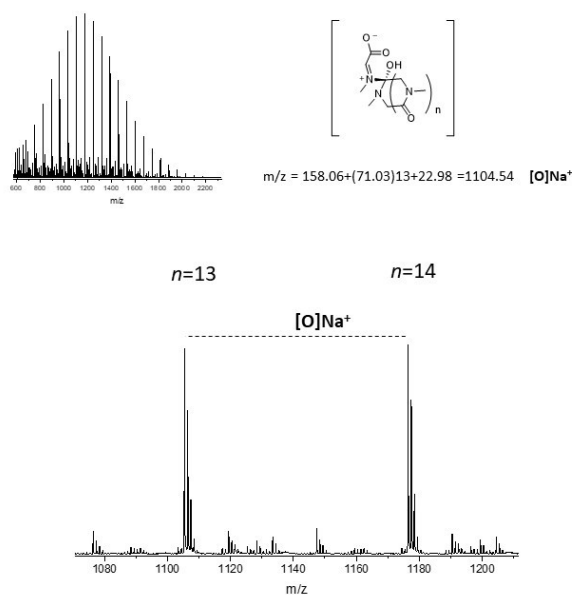 O⁻
O
OH
+N
N
N
O
n
600 800 1000 1200 1400 1600 1800 2000 2200
m/z
m/z = 158.06+(71.03)13+22.98 =1104.54 [O]Na⁺
n=13 n=14
[O]Na⁺
1080 1100 1120 1140 1160 1180 1200
m/z